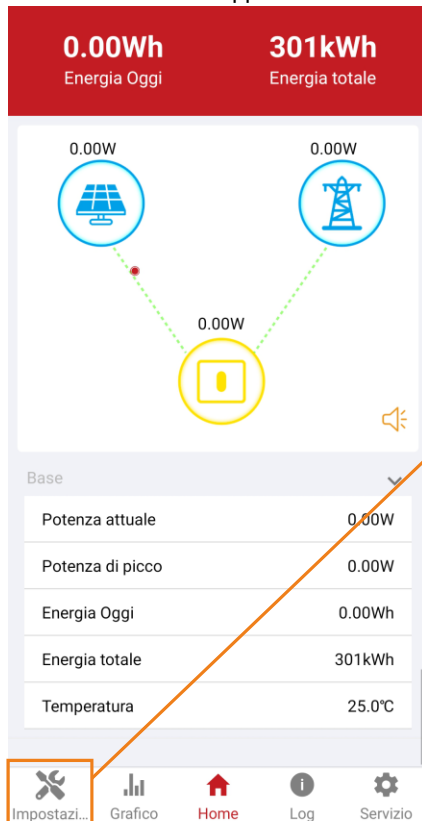 0.00Wh 301kWh
Energia Oggi Energia totale
0.00W 0.00W
0.00W
Base
Potenza attuale 0.00W
Potenza di picco 0.00W
Energia Oggi 0.00Wh
Energia totale 301kWh
Temperatura 25.0℃
Impostazi... Grafico Home Log Servizio